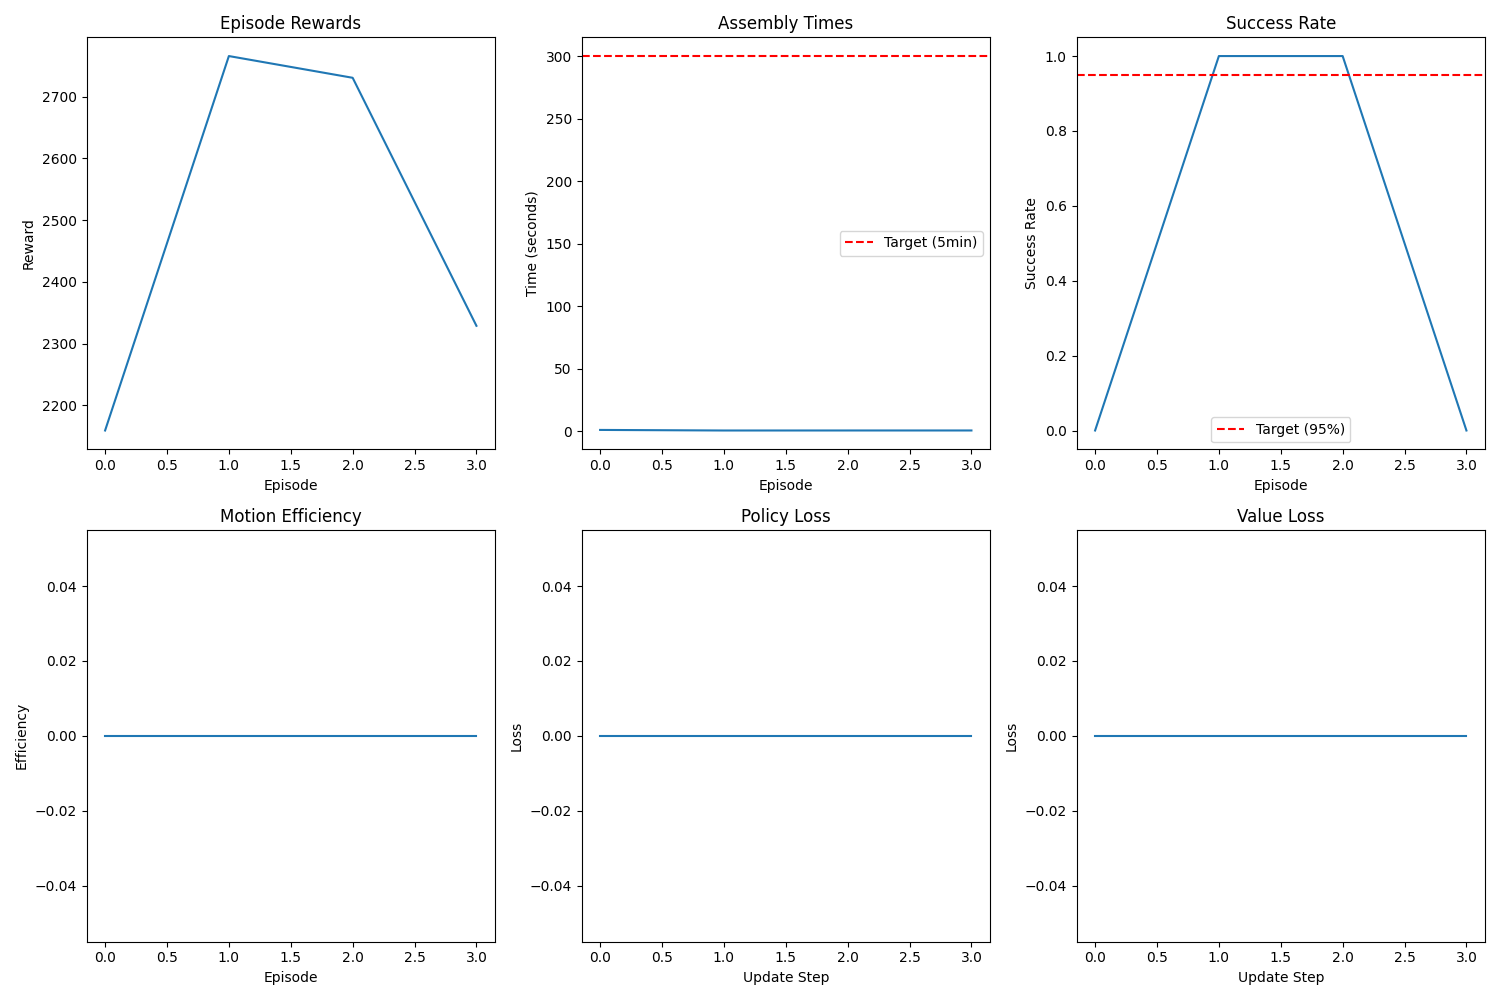 Episode Rewards
Reward
2700
2600
2500
2400
2300
2200
0.0 0.5 1.0 1.5 2.0 2.5 3.0
Episode
Assembly Times
Time (seconds)
300
250
200
150
100
50
0
Target (5min)
0.0 0.5 1.0 1.5 2.0 2.5 3.0
Episode
Success Rate
Success Rate
1.0
0.8
0.6
0.4
0.2
0.0
Target (95%)
0.0 0.5 1.0 1.5 2.0 2.5 3.0
Episode
Motion Efficiency
Efficiency
0.04
0.02
0.00
−0.02
−0.04
0.0 0.5 1.0 1.5 2.0 2.5 3.0
Episode
Policy Loss
Loss
0.04
0.02
0.00
−0.02
−0.04
0.0 0.5 1.0 1.5 2.0 2.5 3.0
Update Step
Value Loss
Loss
0.04
0.02
0.00
−0.02
−0.04
0.0 0.5 1.0 1.5 2.0 2.5 3.0
Update Step